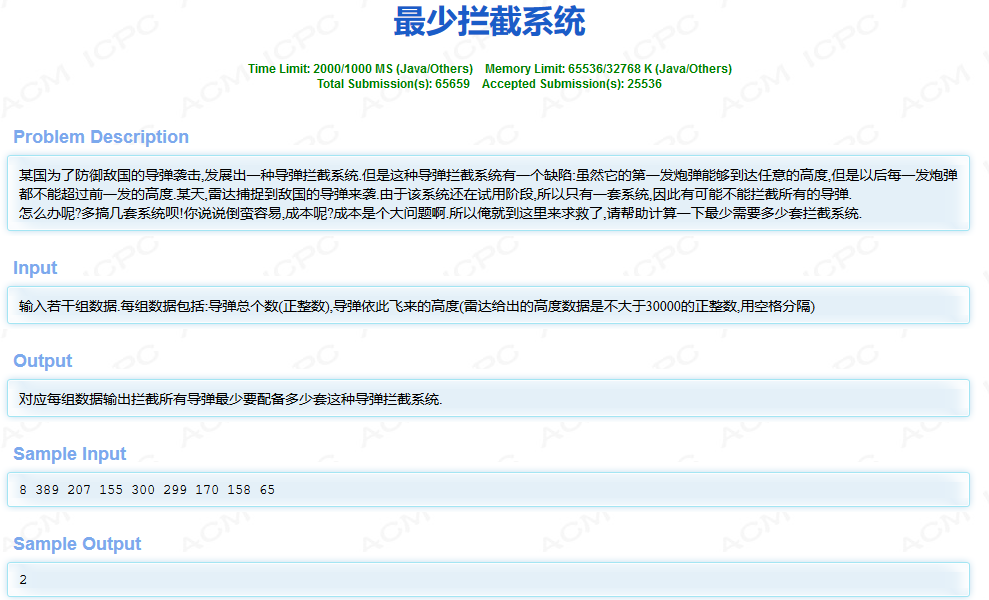 最少拦截系统
Time Limit: 2000/1000 MS (Java/Others)    Memory Limit: 65536/32768 K (Java/Others)
Total Submission(s): 65659    Accepted Submission(s): 25536
Problem Description
某国为了防御敌国的导弹袭击,发展出一种导弹拦截系统.但是这种导弹拦截系统有一个缺陷:虽然它的第一发炮弹能够到达任意的高度,但是以后每一发炮弹
都不能超过前一发的高度.某天,雷达捕捉到敌国的导弹来袭.由于该系统还在试用阶段,所以只有一套系统,因此有可能不能拦截所有的导弹.
怎么办呢?多搞几套系统呗!你说说倒蛮容易,成本呢?成本是个大问题啊.所以俺就到这里来求救了,请帮助计算一下最少需要多少套拦截系统.
Input
输入若干组数据.每组数据包括:导弹总个数(正整数),导弹依此飞来的高度(雷达给出的高度数据是不大于30000的正整数,用空格分隔)
Output
对应每组数据输出拦截所有导弹最少要配备多少套这种导弹拦截系统.
Sample Input
8 389 207 155 300 299 170 158 65
Sample Output
2